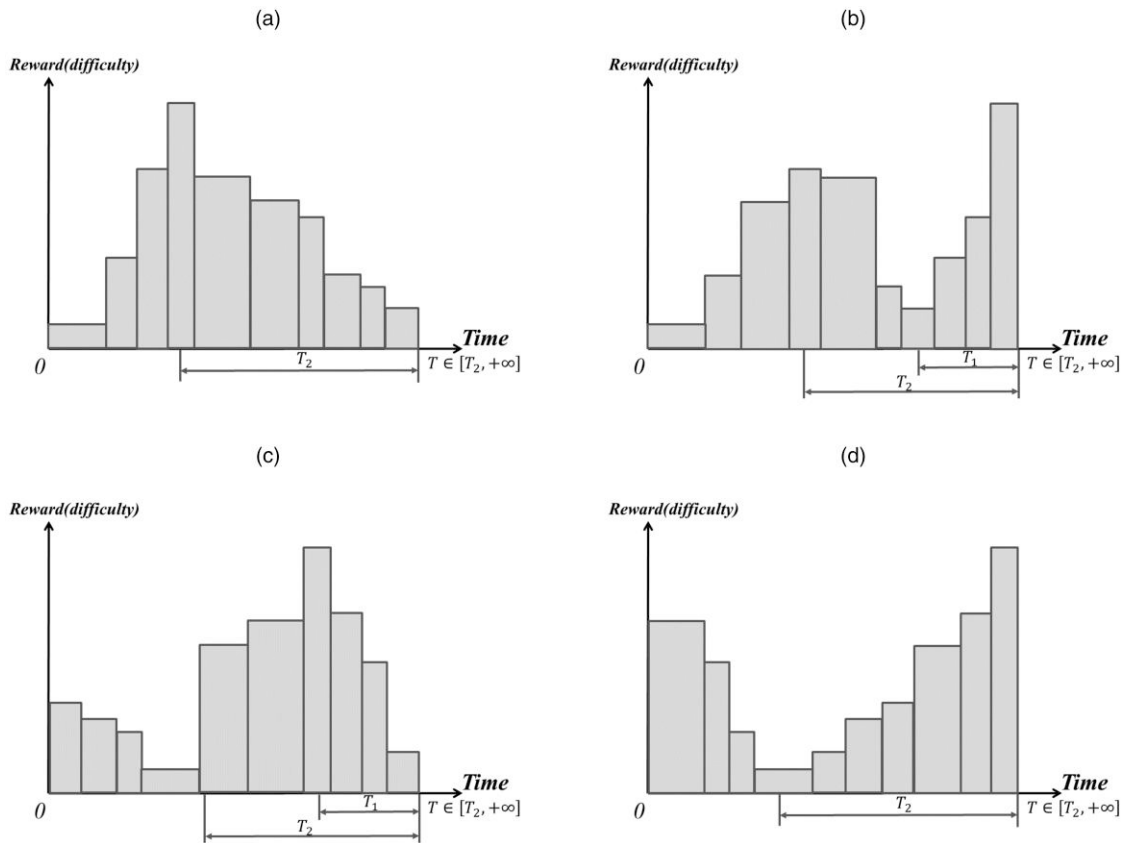 (a)
Reward(difficulty)
Time
0
T₂
T ∈ [T₂, +∞]
(b)
Reward(difficulty)
Time
0
T₁
T ∈ [T₂, +∞]
T₂
(c)
Reward(difficulty)
Time
0
T₁
T ∈ [T₂, +∞]
T₂
(d)
Reward(difficulty)
Time
0
T₂
T ∈ [T₂, +∞]